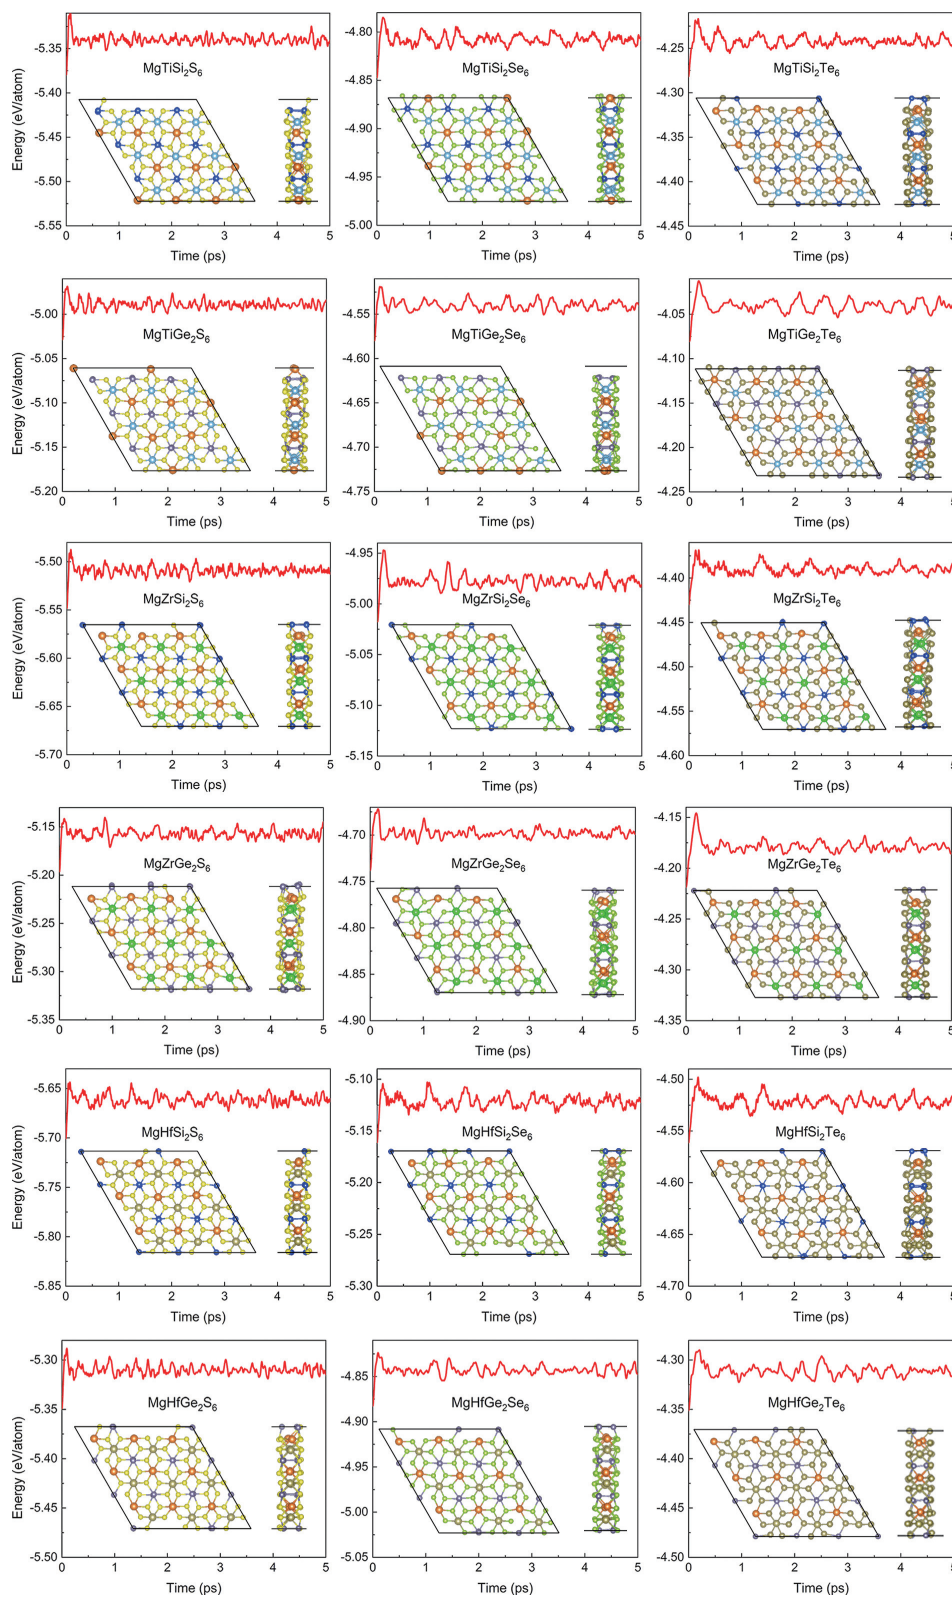 Energy (eV/atom)
-5.35
-5.40
-5.45
-5.50
-5.55
MgTiSi2S6
0 1 2 3 4 5
Time (ps)
-4.80
-4.85
-4.90
-4.95
-5.00
MgTiSi2Se6
0 1 2 3 4 5
Time (ps)
-4.25
-4.30
-4.35
-4.40
-4.45
MgTiSi2Te6
0 1 2 3 4 5
Time (ps)
Energy (eV/atom)
-5.00
-5.05
-5.10
-5.15
-5.20
MgTiGe2S6
0 1 2 3 4 5
Time (ps)
-4.55
-4.60
-4.65
-4.70
-4.75
MgTiGe2Se6
0 1 2 3 4 5
Time (ps)
-4.05
-4.10
-4.15
-4.20
-4.25
MgTiGe2Te6
0 1 2 3 4 5
Time (ps)
Energy (eV/atom)
-5.50
-5.55
-5.60
-5.65
-5.70
MgZrSi2S6
0 1 2 3 4 5
Time (ps)
-4.95
-5.00
-5.05
-5.10
-5.15
MgZrSi2Se6
0 1 2 3 4 5
Time (ps)
-4.40
-4.45
-4.50
-4.55
-4.60
MgZrSi2Te6
0 1 2 3 4 5
Time (ps)
Energy (eV/atom)
-5.15
-5.20
-5.25
-5.30
-5.35
MgZrGe2S6
0 1 2 3 4 5
Time (ps)
-4.70
-4.75
-4.80
-4.85
-4.90
MgZrGe2Se6
0 1 2 3 4 5
Time (ps)
-4.15
-4.20
-4.25
-4.30
-4.35
MgZrGe2Te6
0 1 2 3 4 5
Time (ps)
Energy (eV/atom)
-5.65
-5.70
-5.75
-5.80
-5.85
MgHfSi2S6
0 1 2 3 4 5
Time (ps)
-5.10
-5.15
-5.20
-5.25
-5.30
MgHfSi2Se6
0 1 2 3 4 5
Time (ps)
-4.50
-4.55
-4.60
-4.65
-4.70
MgHfSi2Te6
0 1 2 3 4 5
Time (ps)
Energy (eV/atom)
-5.30
-5.35
-5.40
-5.45
-5.50
MgHfGe2S6
0 1 2 3 4 5
Time (ps)
-4.85
-4.90
-4.95
-5.00
-5.05
MgHfGe2Se6
0 1 2 3 4 5
Time (ps)
-4.30
-4.35
-4.40
-4.45
-4.50
MgHfGe2Te6
0 1 2 3 4 5
Time (ps)